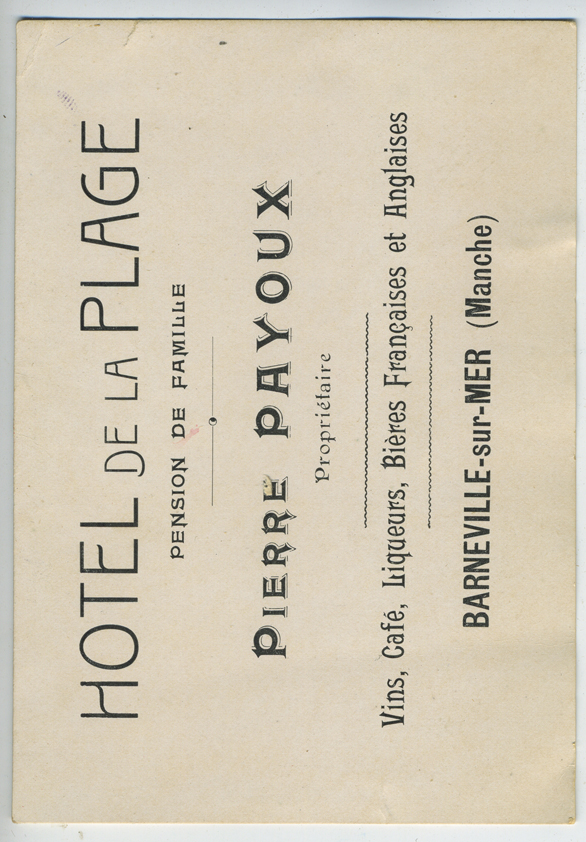 HOTEL DE LA PLAGE
PENSION DE FAMILLE
PIERRE PAYOUX
Propriétaire
Vins, Café, Liqueurs, Bières Françaises et Anglaises
BARNEVILLE-sur-MER (Manche)